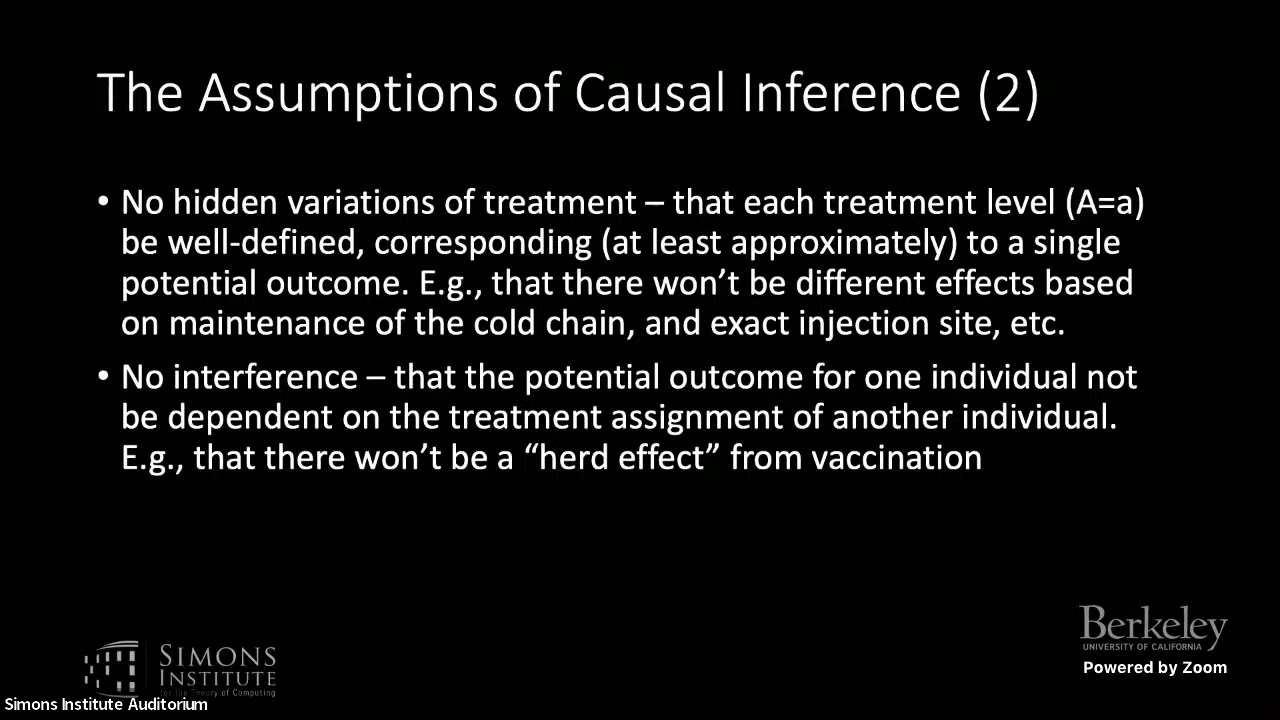 The Assumptions of Causal Inference (2)
• No hidden variations of treatment – that each treatment level (A=a)
be well-defined, corresponding (at least approximately) to a single
potential outcome. E.g., that there won’t be different effects based
on maintenance of the cold chain, and exact injection site, etc.
• No interference – that the potential outcome for one individual not
be dependent on the treatment assignment of another individual.
E.g., that there won’t be a “herd effect” from vaccination
SIMONS
INSTITUTE
for the Theory of Computing
Berkeley
UNIVERSITY OF CALIFORNIA
Powered by Zoom
Simons Institute Auditorium